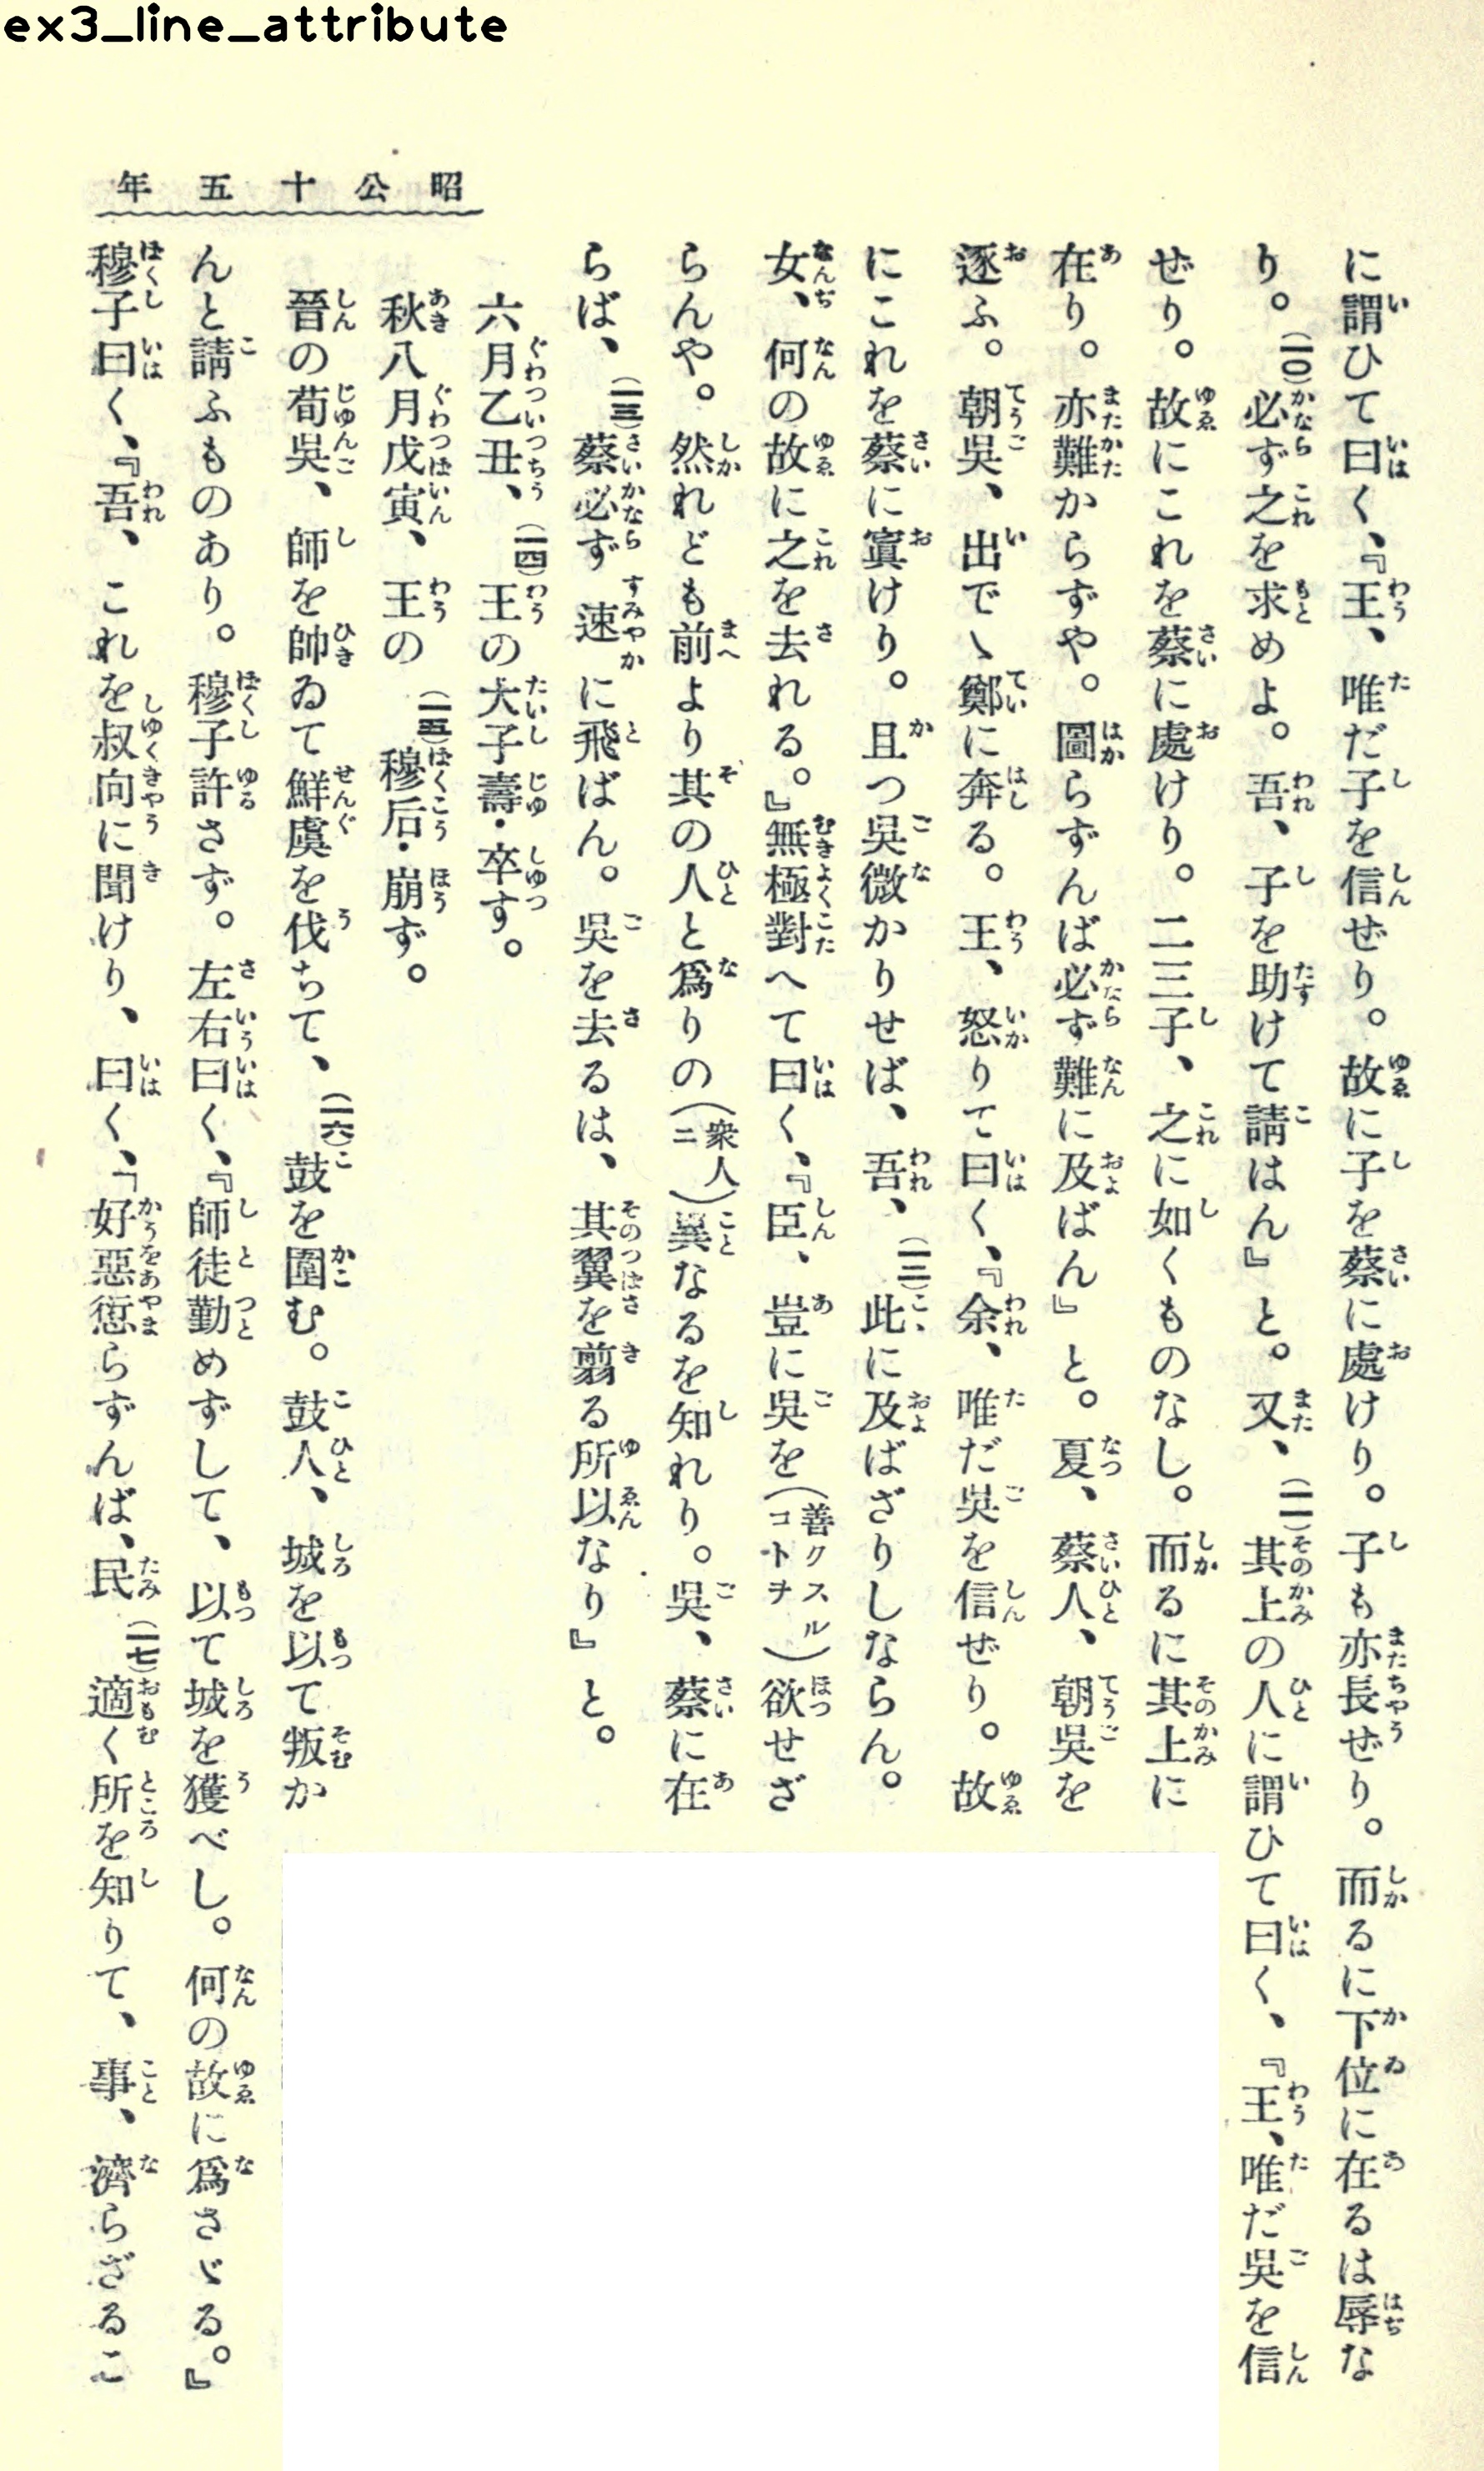 ex3_line_attribute
昭公十五年
に謂ひて曰く、『王、唯だ子を信ぜり。故に子を蔡に處けり。子も亦長ぜり。而るに下位に在るは辱な
り。(一〇)必ず之を求めよ。吾、子を助けて請はん』と。又、(一一)其上の人に謂ひて曰く、『王、唯だ吳を信
ぜり。故にこれを蔡に處けり。二三子、之に如くものなし。而るに其上に
在り。亦難からずや。圖らずんば必ず難に及ばん』と。夏、蔡人、朝吳を
逐ふ。朝吳、出でゝ鄭に奔る。王、怒りて曰く、『余、唯だ吳を信ぜり。故
にこれを蔡に寘けり。且つ吳微かりせば、吾、(一二)此に及ばざりしならん。
女、何の故に之を去れる。』無極對へて曰く、『臣、豈に吳を(善クスルコトヲ)欲せざ
らんや。然れども前より其の人と爲りの(衆人ニ)異なるを知れり。吳、蔡に在
らば、(一三)蔡必ず速に飛ばん。吳を去るは、其翼を翦る所以なり』と。
六月乙丑、(一四)王の大子壽・卒す。
秋八月戊寅、王の(一五)穆后・崩ず。
晉の荀吳、師を帥ゐて鮮虞を伐ちて、(一六)鼓を圍む。鼓人、城を以て叛か
んと請ふものあり。穆子許さず。左右曰く、『師徒勤めずして、以て城を獲べし。何の故に爲さゞる。』
穆子曰く、『吾、これを叔向に聞けり、曰く、「好惡愆らずんば、民(一七)適く所を知りて、事、濟らざるこ